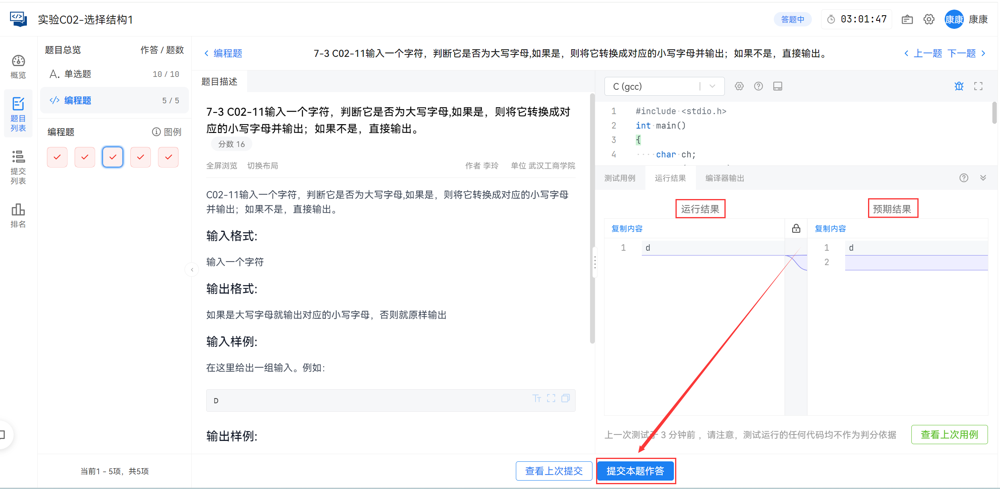 实验C02-选择结构1
答题中
03:01:47
康康
康康
概览
题目
列表
提交
列表
排名
题目总览
作答 / 题数
A. 单选题
10 / 10
</> 编程题
5 / 5
编程题
图例
当前1 - 5项，共5项
编程题
7-3 C02-11输入一个字符，判断它是否为大写字母,如果是，则将它转换成对应的小写字母并输出；如果不是，直接输出。
上一题 下一题
题目描述
7-3 C02-11输入一个字符，判断它是否为大写字母,如果是，则将它转换成对
应的小写字母并输出；如果不是，直接输出。
分数 16
全屏浏览 切换布局
作者 李玲
单位 武汉工商学院
C02-11输入一个字符，判断它是否为大写字母,如果是，则将它转换成对应的小写字母
并输出；如果不是，直接输出。
输入格式:
输入一个字符
输出格式:
如果是大写字母就输出对应的小写字母，否则就原样输出
输入样例:
在这里给出一组输入。例如：
D
输出样例:
C (gcc)
1 #include <stdio.h>
2 int main()
3 {
4 char ch;
测试用例 运行结果 编译器输出
运行结果
预期结果
复制内容
复制内容
1 d
1 d
2
上一次测试于 3 分钟前 ，请注意，测试运行的任何代码均不作为判分依据
查看上次用例
查看上次提交
提交本题作答